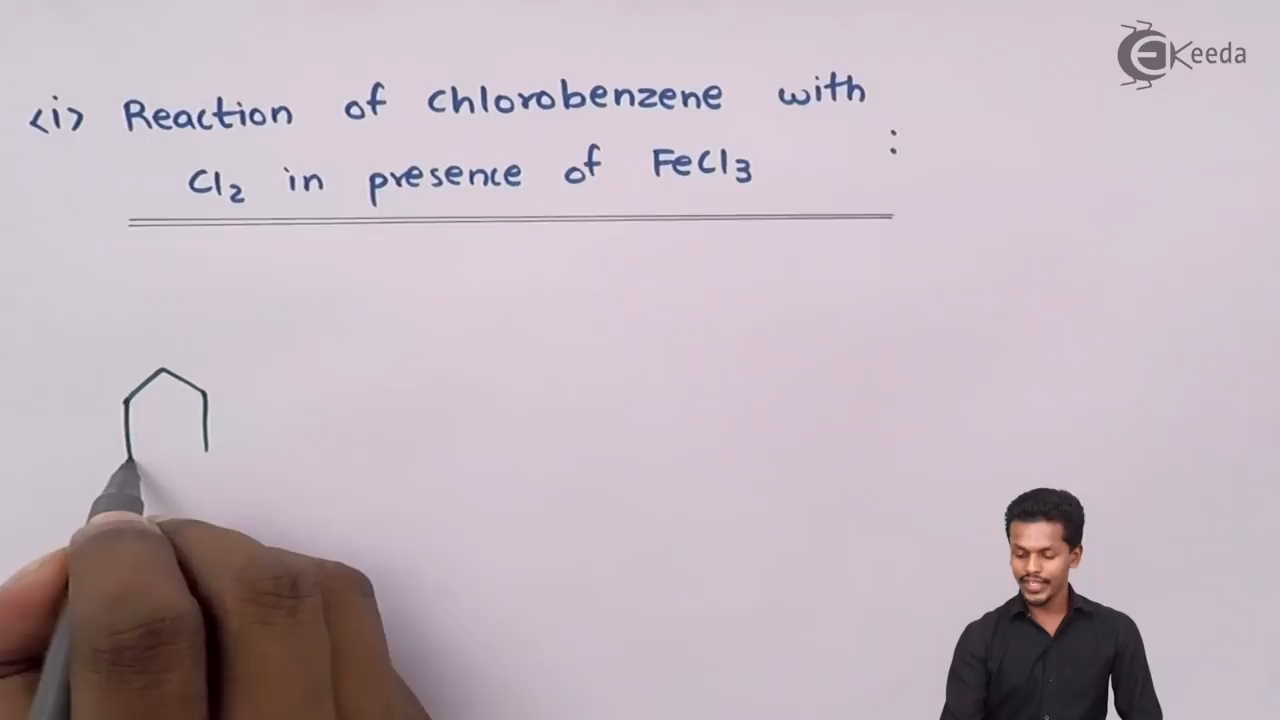 <i> Reaction of chlorobenzene with
Cl2 in presence of FeCl3 :
EKeeda